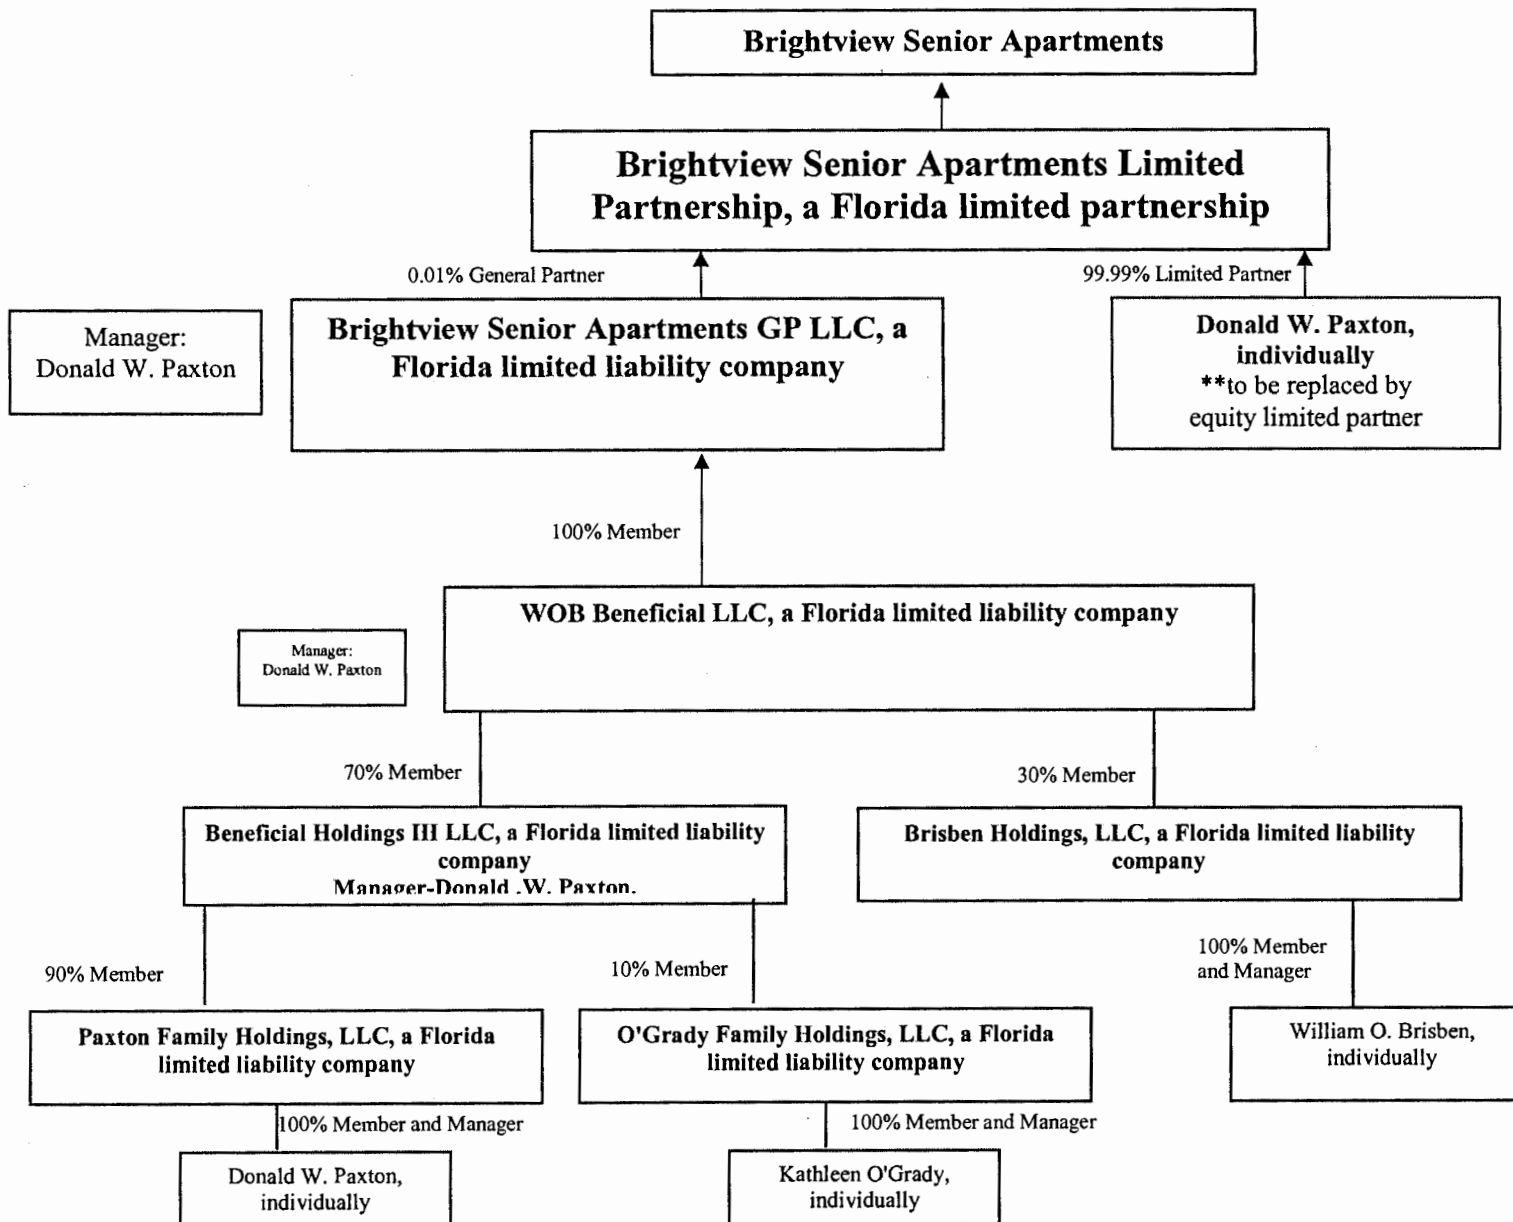 Brightview Senior Apartments
Brightview Senior Apartments Limited
Partnership, a Florida limited partnership
0.01% General Partner
99.99% Limited Partner
Manager:
Donald W. Paxton
Brightview Senior Apartments GP LLC, a
Florida limited liability company
Donald W. Paxton,
individually
**to be replaced by
equity limited partner
100% Member
WOB Beneficial LLC, a Florida limited liability company
Manager:
Donald W. Paxton
70% Member
30% Member
Beneficial Holdings III LLC, a Florida limited liability
company
Manager-Donald .W. Paxton.
Brisben Holdings, LLC, a Florida limited liability
company
90% Member
10% Member
100% Member
and Manager
Paxton Family Holdings, LLC, a Florida
limited liability company
O'Grady Family Holdings, LLC, a Florida
limited liability company
William O. Brisben,
individually
100% Member and Manager
100% Member and Manager
Donald W. Paxton,
individually
Kathleen O'Grady,
individually